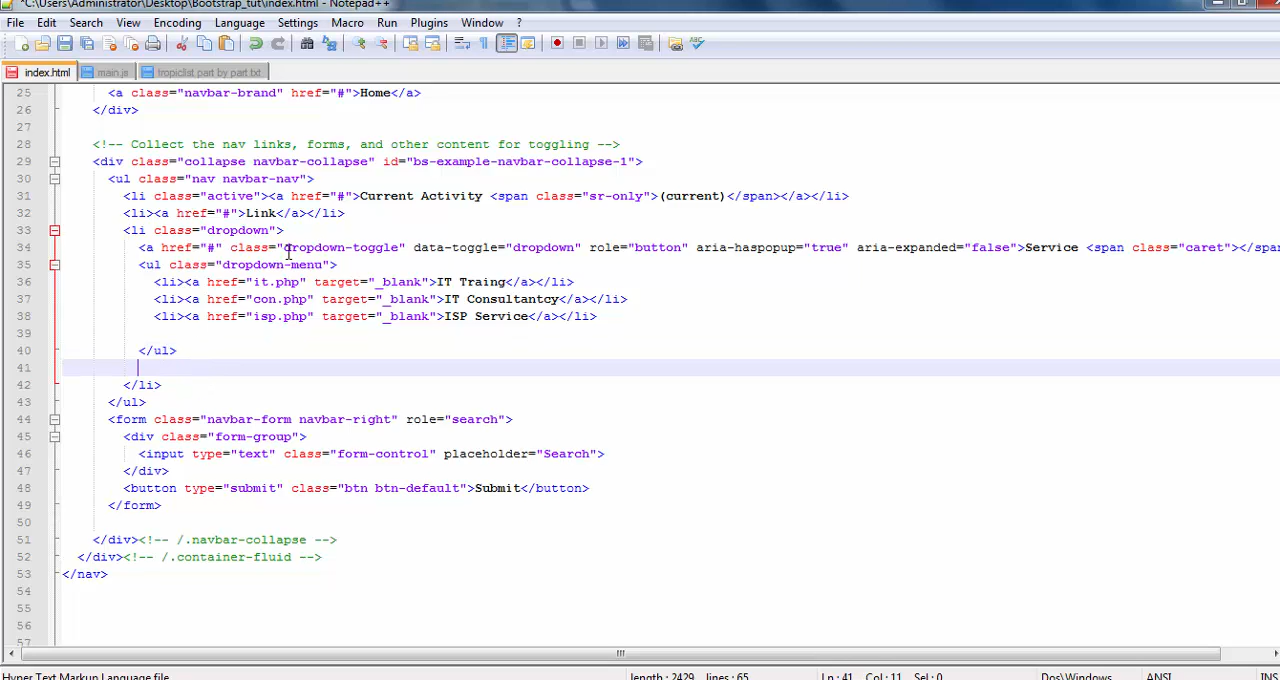 *C:\Users\Administrator\Desktop\Bootstrap_tut\index.html - Notepad++
File Edit Search View Encoding Language Settings Macro Run Plugins Window ?
index.html main.js tropiclist part by part.txt
25 <a class="navbar-brand" href="#">Home</a>
26 </div>
27
28 <!-- Collect the nav links, forms, and other content for toggling -->
29 <div class="collapse navbar-collapse" id="bs-example-navbar-collapse-1">
30 <ul class="nav navbar-nav">
31 <li class="active"><a href="#">Current Activity <span class="sr-only">(current)</span></a></li>
32 <li><a href="#">Link</a></li>
33 <li class="dropdown">
34 <a href="#" class="dropdown-toggle" data-toggle="dropdown" role="button" aria-haspopup="true" aria-expanded="false">Service <span class="caret"></sp
35 <ul class="dropdown-menu">
36 <li><a href="it.php" target="_blank">IT Traing</a></li>
37 <li><a href="con.php" target="_blank">IT Consultantcy</a></li>
38 <li><a href="isp.php" target="_blank">ISP Service</a></li>
39
40 </ul>
41
42 </li>
43 </ul>
44 <form class="navbar-form navbar-right" role="search">
45 <div class="form-group">
46 <input type="text" class="form-control" placeholder="Search">
47 </div>
48 <button type="submit" class="btn btn-default">Submit</button>
49 </form>
50
51 </div><!-- /.navbar-collapse -->
52 </div><!-- /.container-fluid -->
53 </nav>
54
55
56
57
Hyper Text Markup Language file length : 2429 lines : 65 Ln : 41 Col : 11 Sel : 0 Dos\Windows ANSI INS